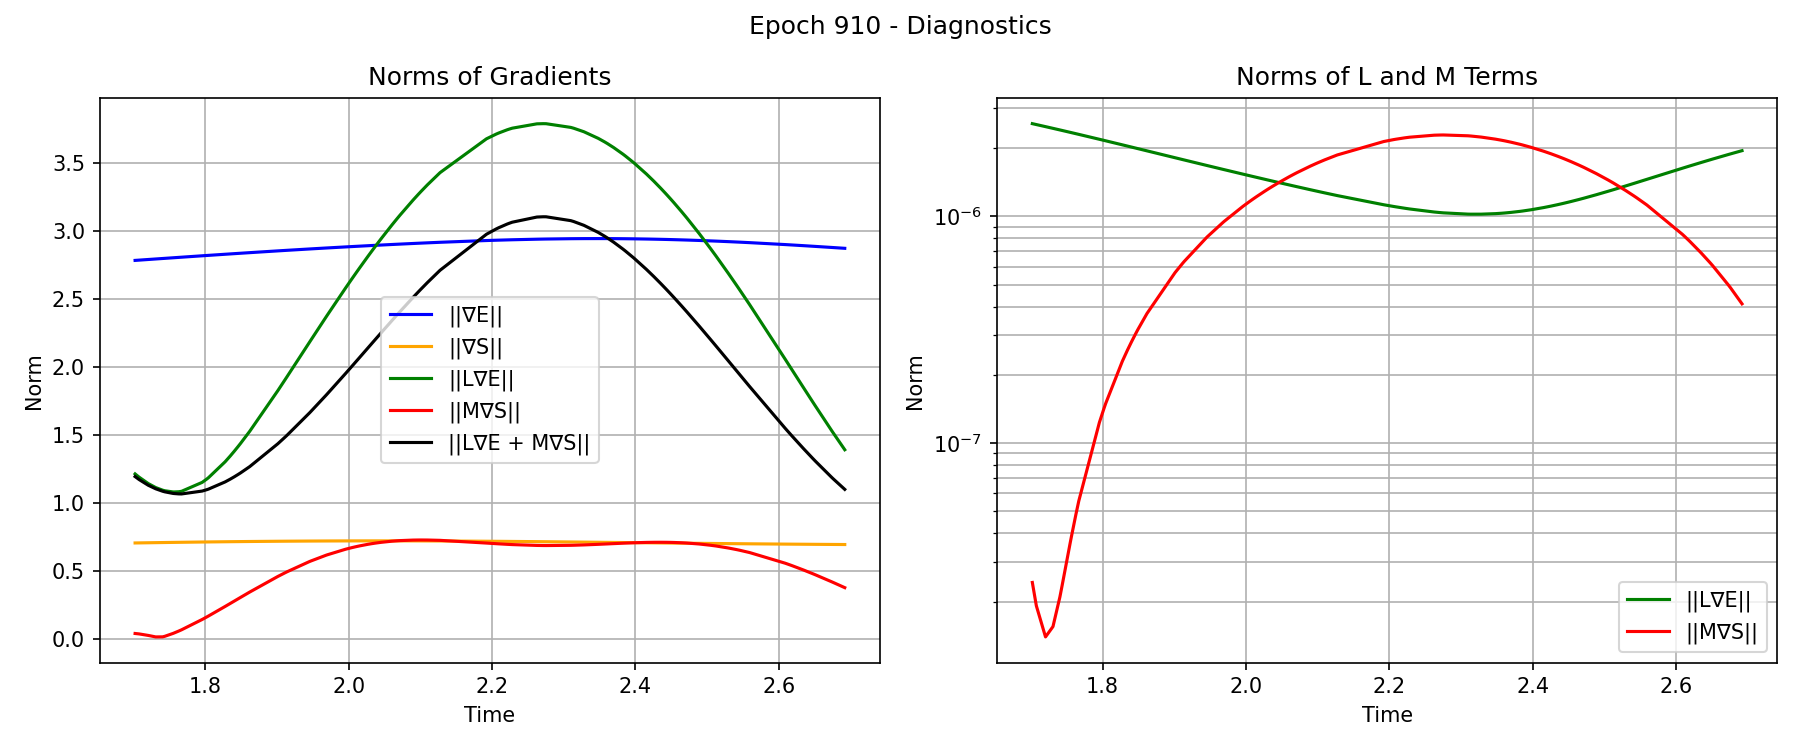 Epoch 910 - Diagnostics
Norms of Gradients
Norm
3.5
3.0
2.5
2.0
1.5
1.0
0.5
0.0
||∇E||
||∇S||
||L∇E||
||M∇S||
||L∇E + M∇S||
1.8
2.0
2.2
2.4
2.6
Time
Norms of L and M Terms
Norm
10⁻⁶
10⁻⁷
||L∇E||
||M∇S||
1.8
2.0
2.2
2.4
2.6
Time